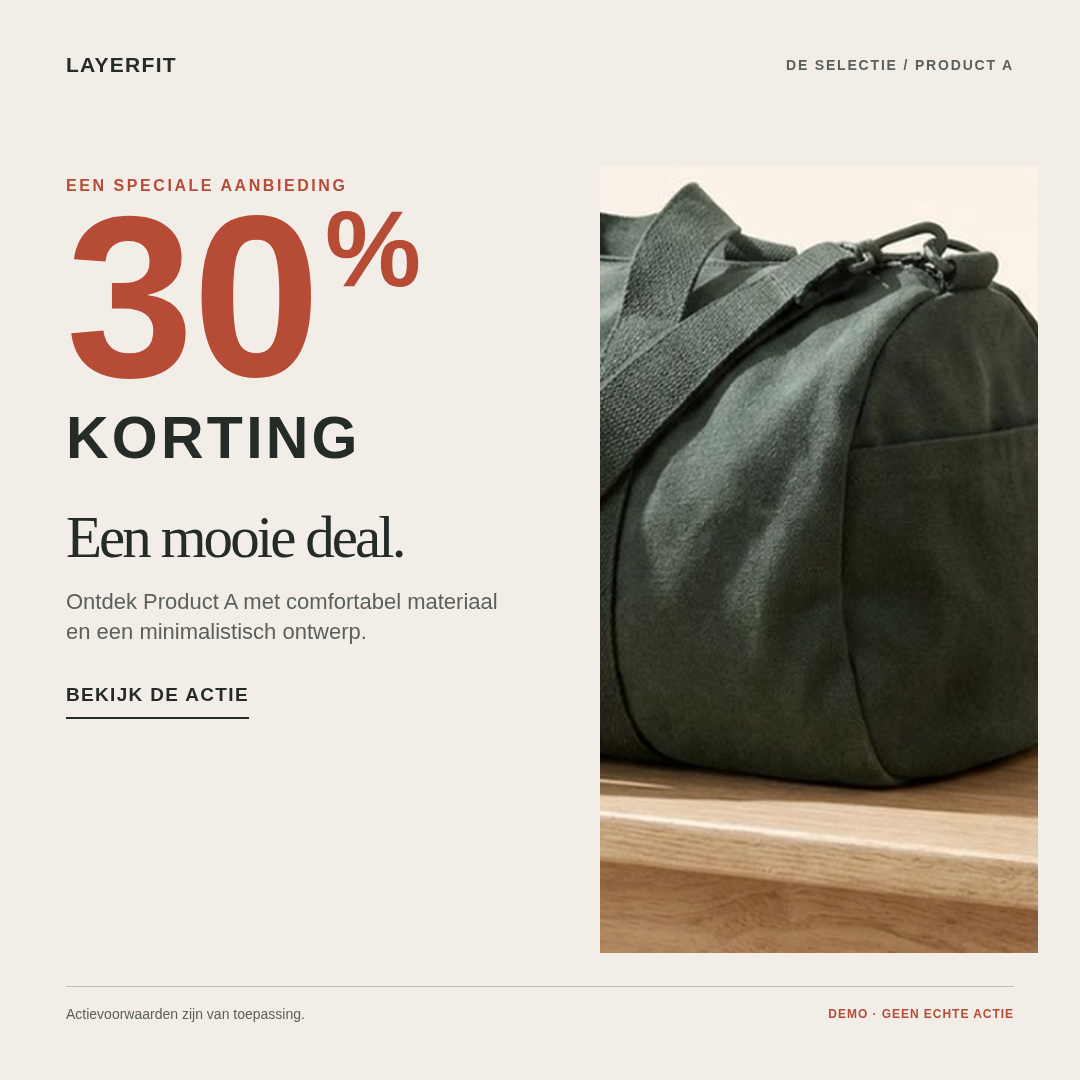 LAYERFIT
DE SELECTIE / PRODUCT A
EEN SPECIALE AANBIEDING
30%
KORTING
Een mooie deal.
Ontdek Product A met comfortabel materiaal
en een minimalistisch ontwerp.
BEKIJK DE ACTIE
Actievoorwaarden zijn van toepassing.
DEMO · GEEN ECHTE ACTIE